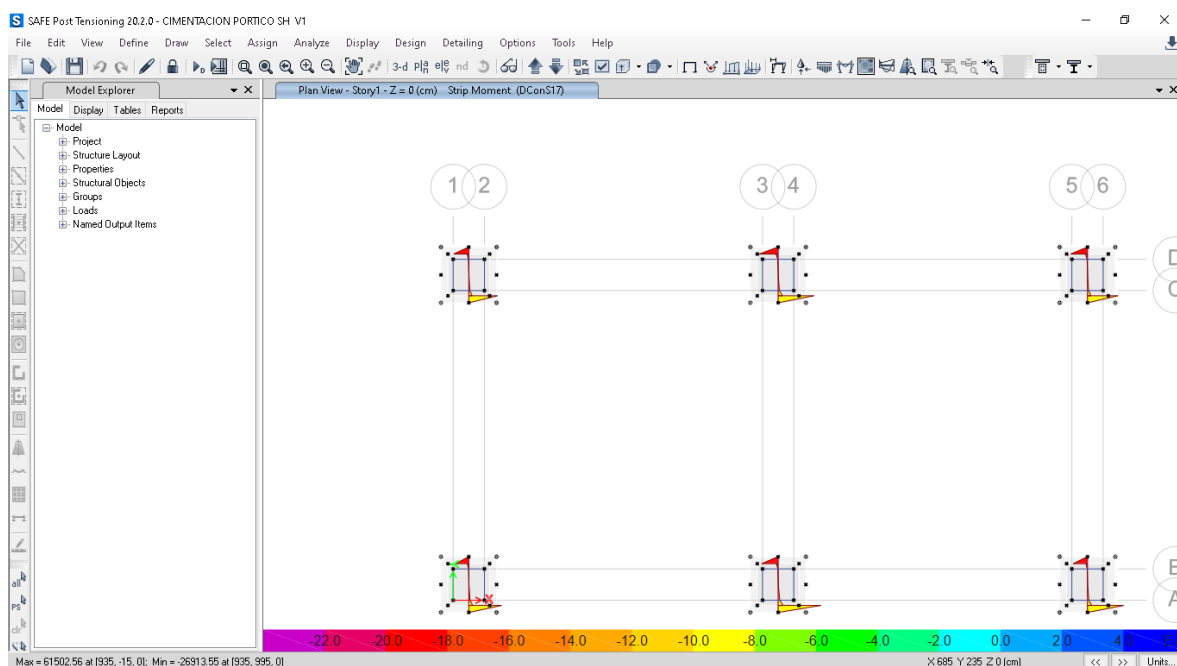 SAFE Post Tensioning 20.2.0 - CIMENTACION PORTICO SH V1
File Edit View Define Draw Select Assign Analyze Display Design Detailing Options Tools Help
3-d nd
Model Explorer
Plan View - Story1 - Z = 0 (cm) Strip Moment (DConS17)
Model Display Tables Reports
Model
Project
Structure Layout
Properties
Structural Objects
Groups
Loads
Named Output Items
1 2 3 4 5 6
D
C
B
A
X
all
PS
clr
-22.0 -20.0 -18.0 -16.0 -14.0 -12.0 -10.0 -8.0 -6.0 -4.0 -2.0 0.0 2.0 4.0
Max = 61502.56 at [935, -15, 0]; Min = -26913.55 at [935, 995, 0]
X 685 Y 235 Z 0 (cm)
<< >> Units...